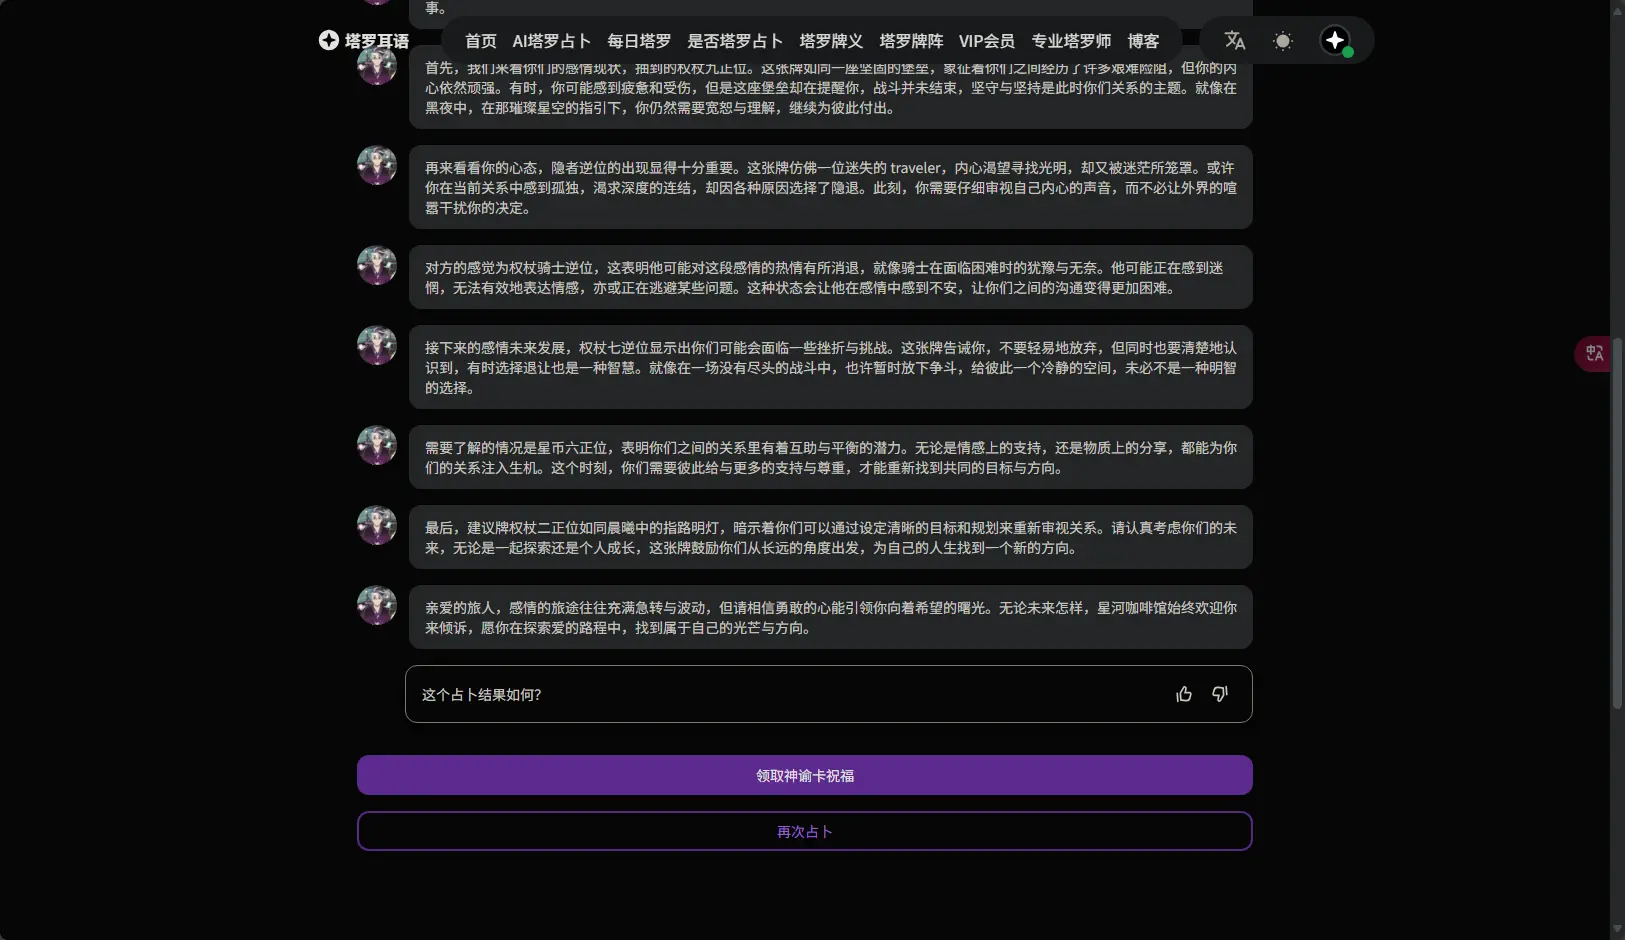 事。
塔罗耳语
首页 AI塔罗占卜 每日塔罗 是否塔罗占卜 塔罗牌义 塔罗牌阵 VIP会员 专业塔罗师 博客
首先，我们来看你们的感情现状，抽到的权杖九正位。这张牌如同一座坚固的堡垒，象征着你们之间经历了许多艰难险阻，但你的内
心依然顽强。有时，你可能感到疲惫和受伤，但是这座堡垒却在提醒你，战斗并未结束，坚守与坚持是此时你们关系的主题。就像在
黑夜中，在那璀璨星空的指引下，你仍然需要宽恕与理解，继续为彼此付出。
再来看看你的心态，隐者逆位的出现显得十分重要。这张牌仿佛一位迷失的 traveler，内心渴望寻找光明，却又被迷茫所笼罩。或许
你在当前关系中感到孤独，渴求深度的连结，却因各种原因选择了隐退。此刻，你需要仔细审视自己内心的声音，而不必让外界的喧
嚣干扰你的决定。
对方的感觉为权杖骑士逆位，这表明他可能对这段感情的热情有所消退，就像骑士在面临困难时的犹豫与无奈。他可能正在感到迷
惘，无法有效地表达情感，亦或正在逃避某些问题。这种状态会让他在感情中感到不安，让你们之间的沟通变得更加困难。
接下来的感情未来发展，权杖七逆位显示出你们可能会面临一些挫折与挑战。这张牌告诫你，不要轻易地放弃，但同时也要清楚地认
识到，有时选择退让也是一种智慧。就像在一场没有尽头的战斗中，也许暂时放下争斗，给彼此一个冷静的空间，未必不是一种明智
的选择。
需要了解的情况是星币六正位，表明你们之间的关系里有着互助与平衡的潜力。无论是情感上的支持，还是物质上的分享，都能为你
们的关系注入生机。这个时刻，你们需要彼此给与更多的支持与尊重，才能重新找到共同的目标与方向。
最后，建议牌权杖二正位如同晨曦中的指路明灯，暗示着你们可以通过设定清晰的目标和规划来重新审视关系。请认真考虑你们的未
来，无论是一起探索还是个人成长，这张牌鼓励你们从长远的角度出发，为自己的人生找到一个新的方向。
亲爱的旅人，感情的旅途往往充满急转与波动，但请相信勇敢的心能引领你向着希望的曙光。无论未来怎样，星河咖啡馆始终欢迎你
来倾诉，愿你在探索爱的路程中，找到属于自己的光芒与方向。
这个占卜结果如何？
领取神谕卡祝福
再次占卜